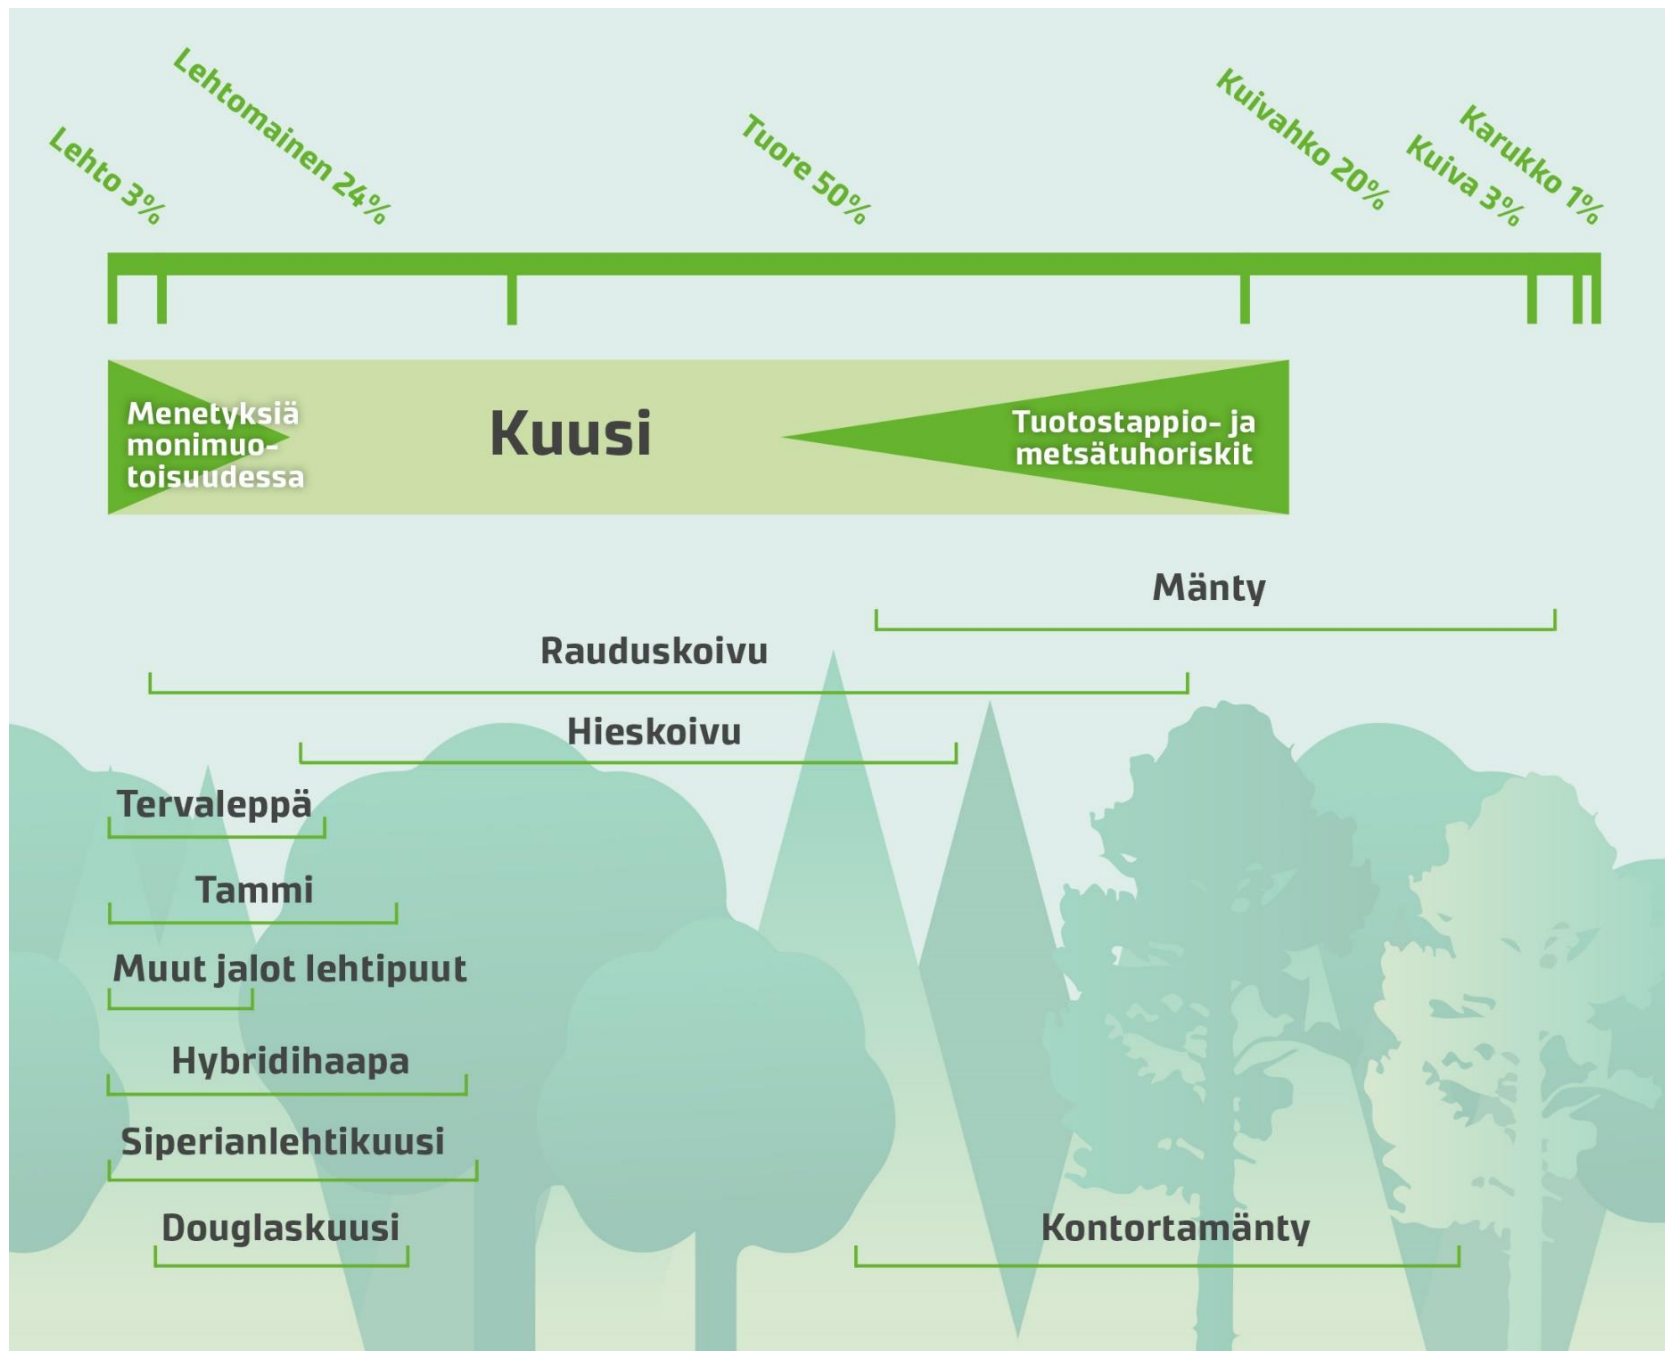 Lehto 3%
Lehtomainen 24%
Tuore 50%
Kuivahko 20%
Kuiva 3%
Karukko 1%
Menetyksiä
monimuo-
toisuudessa
Kuusi
Tuotostappio- ja
metsätuhoriskit
Mänty
Rauduskoivu
Hieskoivu
Tervaleppä
Tammi
Muut jalot lehtipuut
Hybridihaapa
Siperianlehtikuusi
Douglaskuusi
Kontortamänty